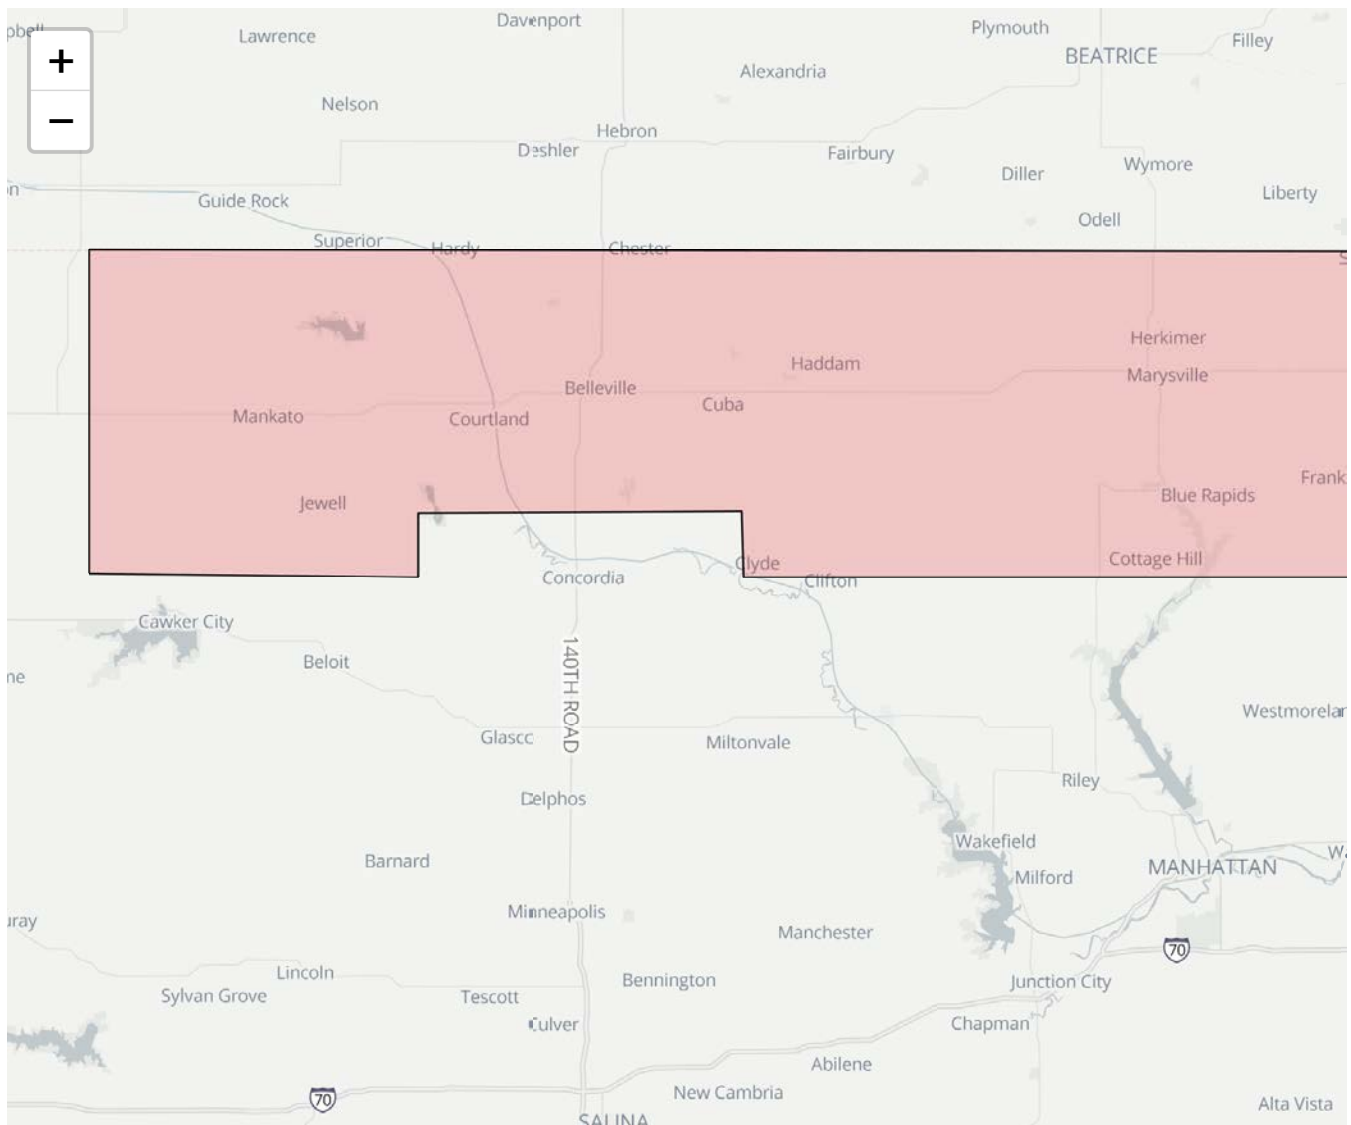 Davenport
Lawrence
Plymouth
Filley
BEATRICE
+
Alexandria
Nelson
−
Hebron
Deshler
Fairbury
Wymore
Diller
Liberty
Guide Rock
Odell
Superior
Hardy
Chester
Herkimer
Haddam
Marysville
Belleville
Cuba
Mankato
Courtland
Frank
Blue Rapids
Jewell
Cottage Hill
Clyde
Concordia
Clifton
Cawker City
Beloit
140TH ROAD
Westmorelan
Glasco
Miltonvale
Riley
Delphos
Wakefield
Barnard
MANHATTAN
Milford
Minneapolis
uray
Manchester
70
Lincoln
Bennington
Junction City
Sylvan Grove
Tescott
Culver
Chapman
Abilene
New Cambria
70
Alta Vista
SALINA